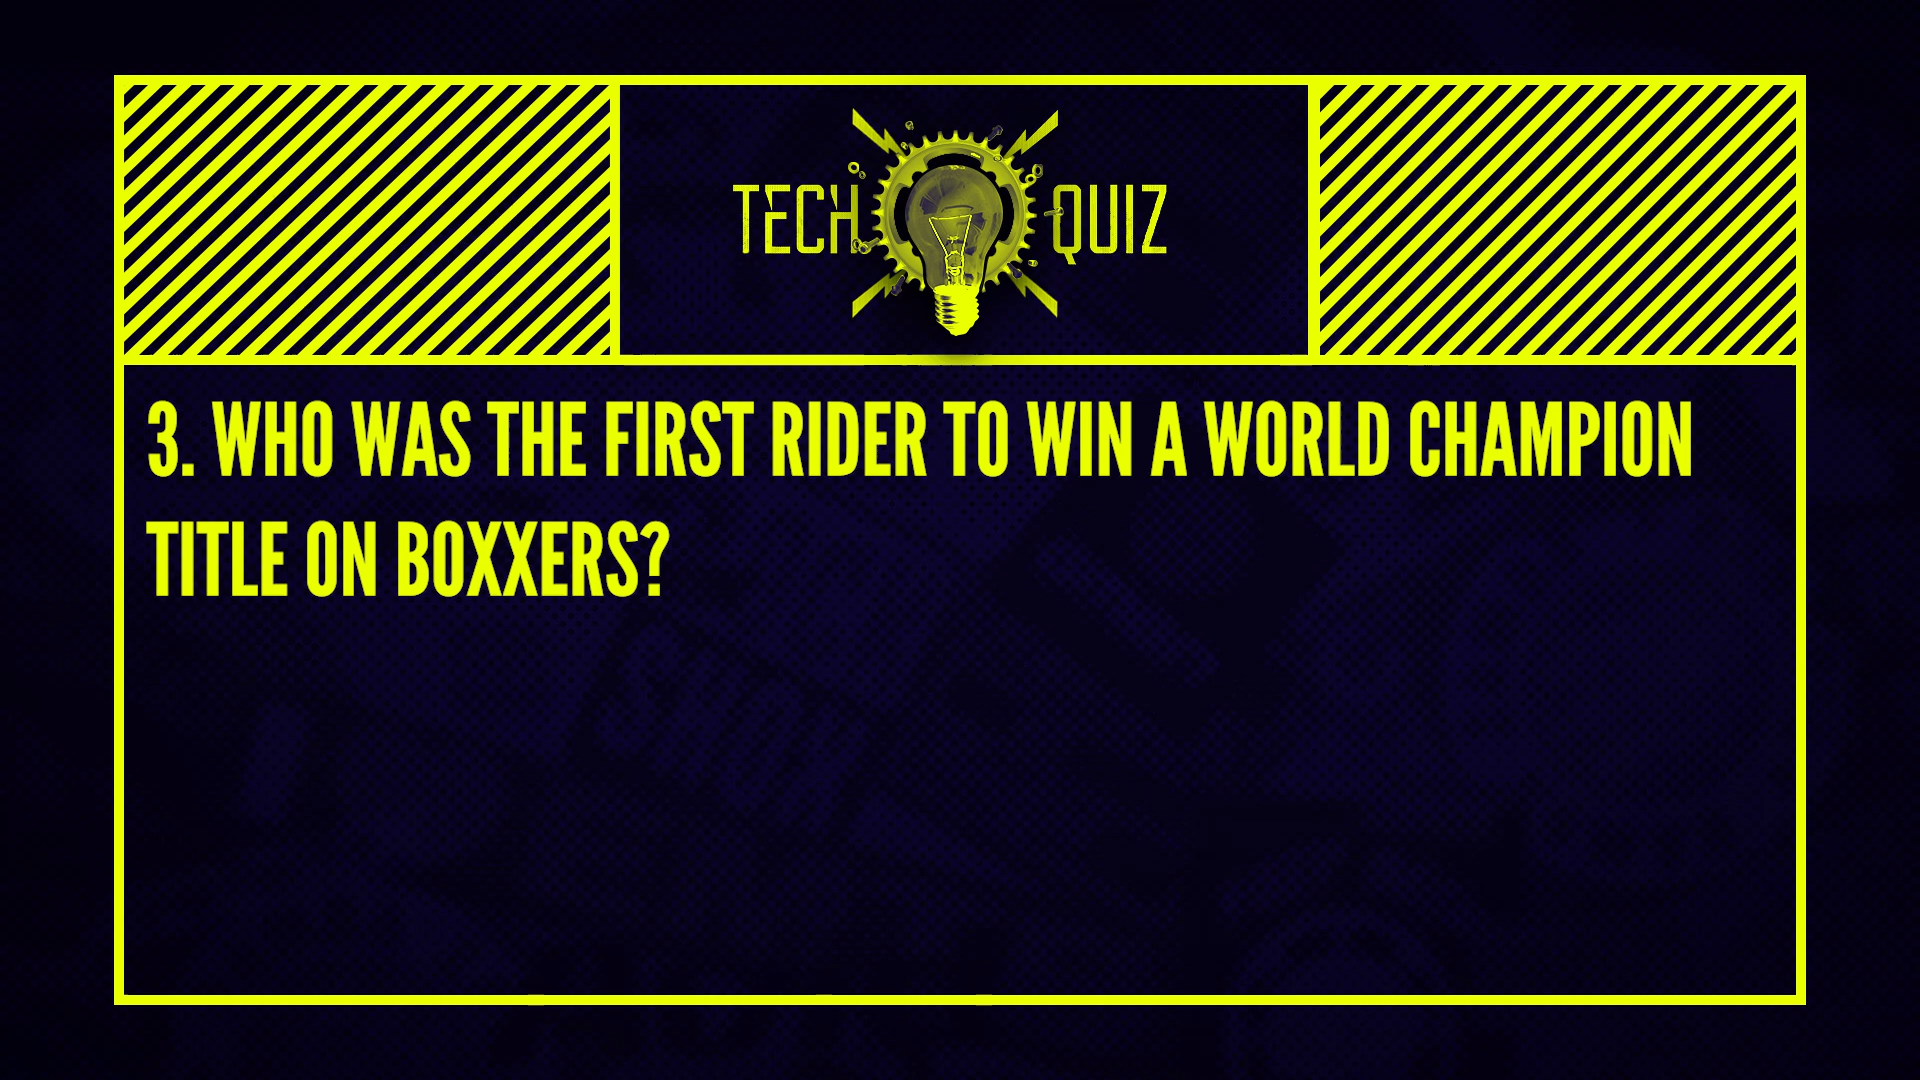 TECH QUIZ
3. WHO WAS THE FIRST RIDER TO WIN A WORLD CHAMPION
TITLE ON BOXXERS?